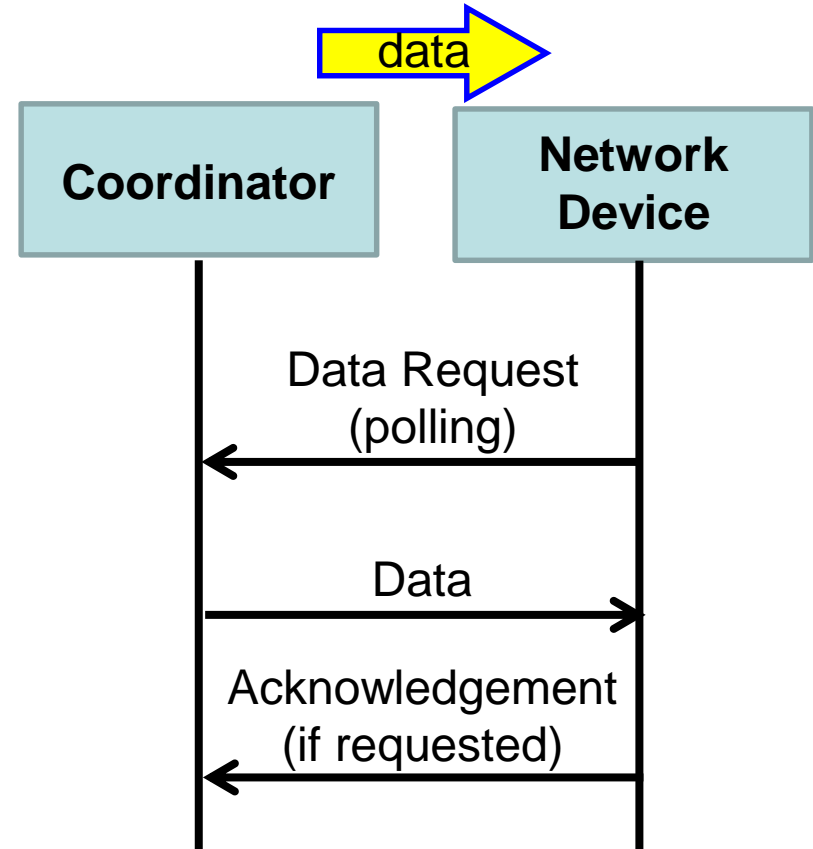 data
Coordinator
Network
Device
Data Request
(polling)
Data
Acknowledgement
(if requested)